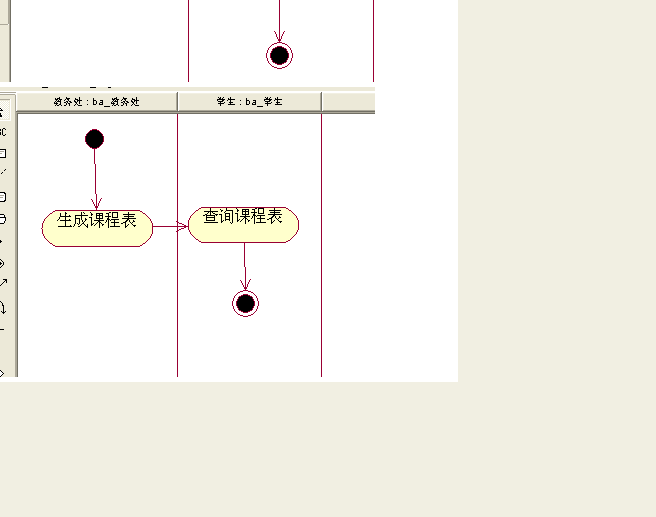 教务处 : ba_教务处
学生 : ba_学生
生成课程表
查询课程表